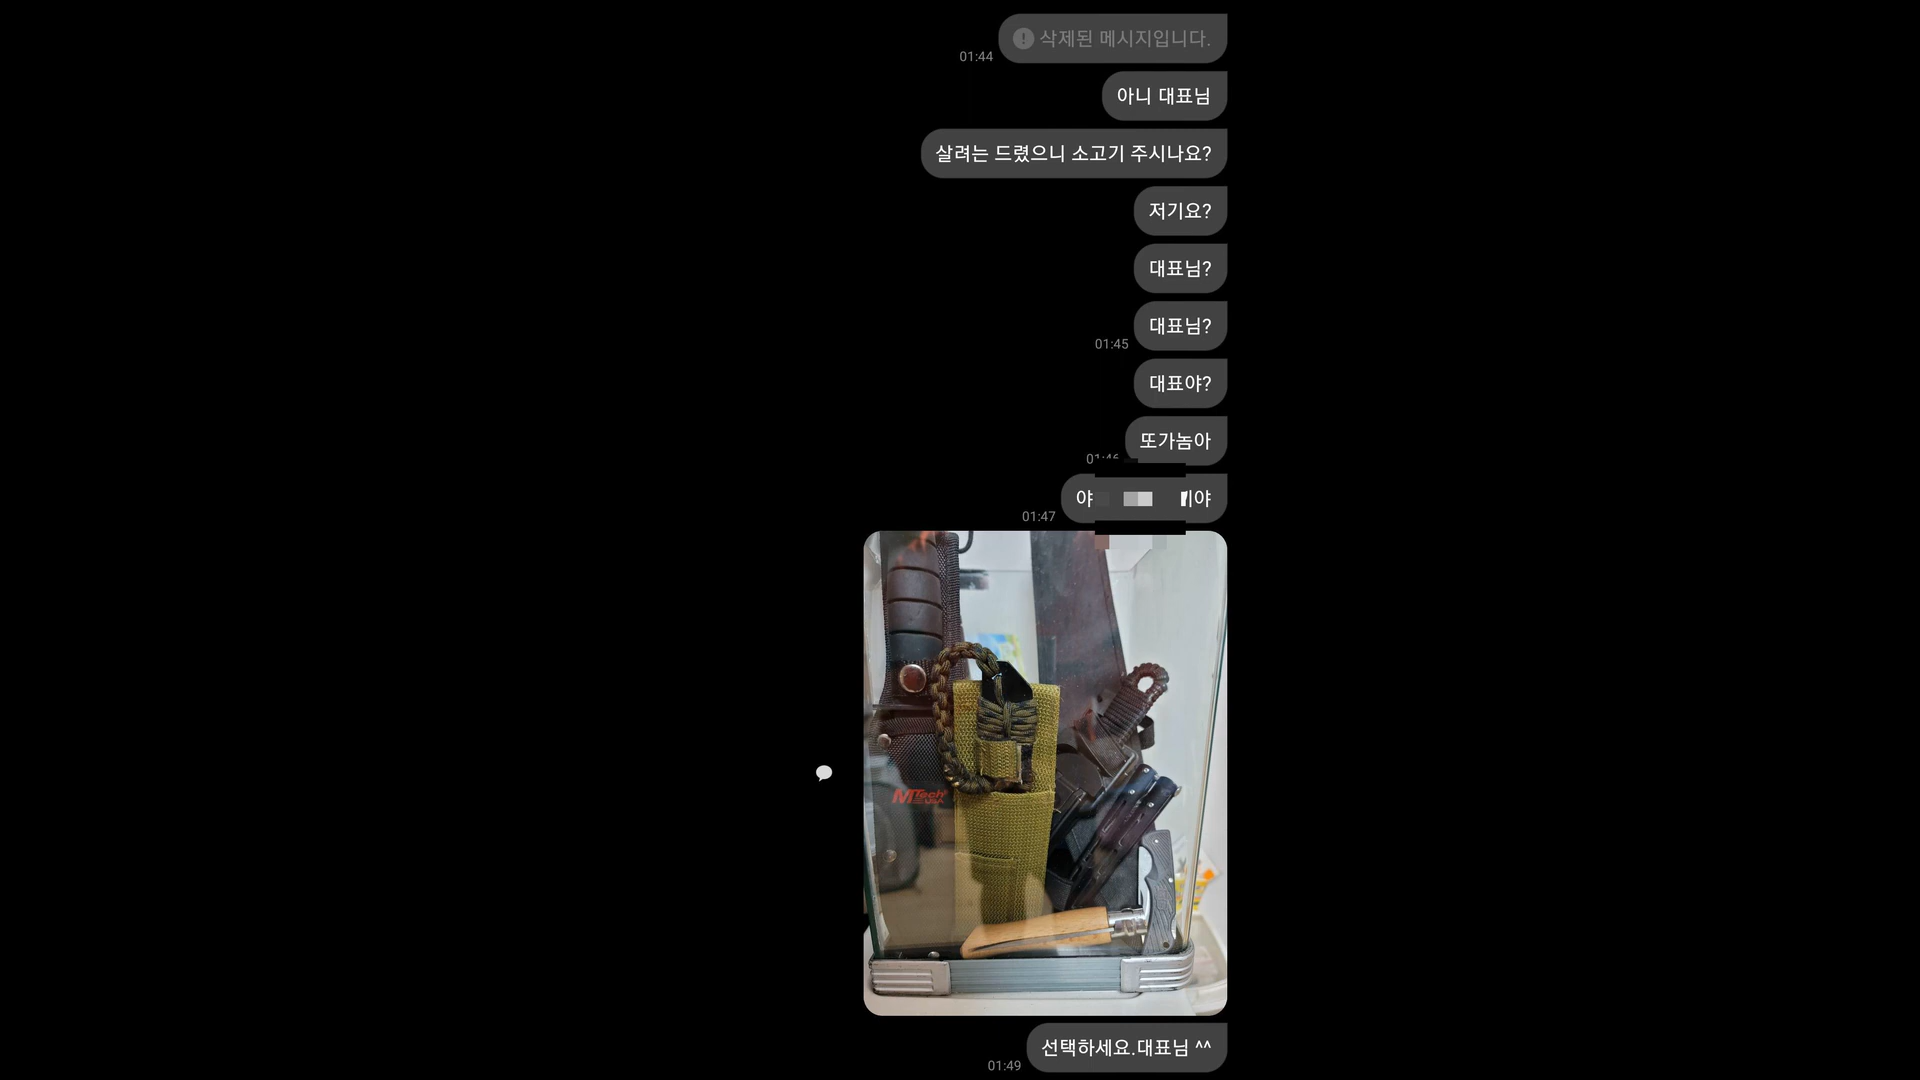 삭제된 메시지입니다.
01:44
아니 대표님
살려는 드렸으니 소고기 주시나요?
저기요?
대표님?
대표님?
01:45
대표야?
또가놈아
01:46
야
야
01:47
MTech
USA
선택하세요.대표님 ^^
01:49